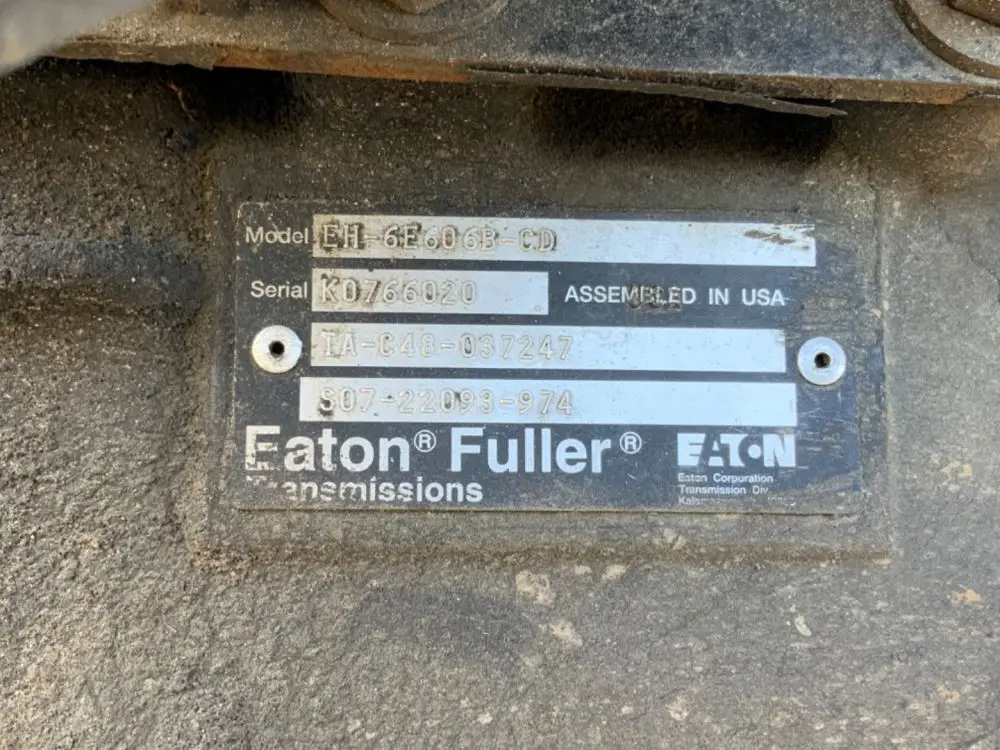 Model EH-6E606B-CD
Serial K0766020 ASSEMBLED IN USA
IA-C48-037247
S07-22093-974
Eaton® Fuller® EATON
Transmissions
Eaton Corporation
Transmission Div